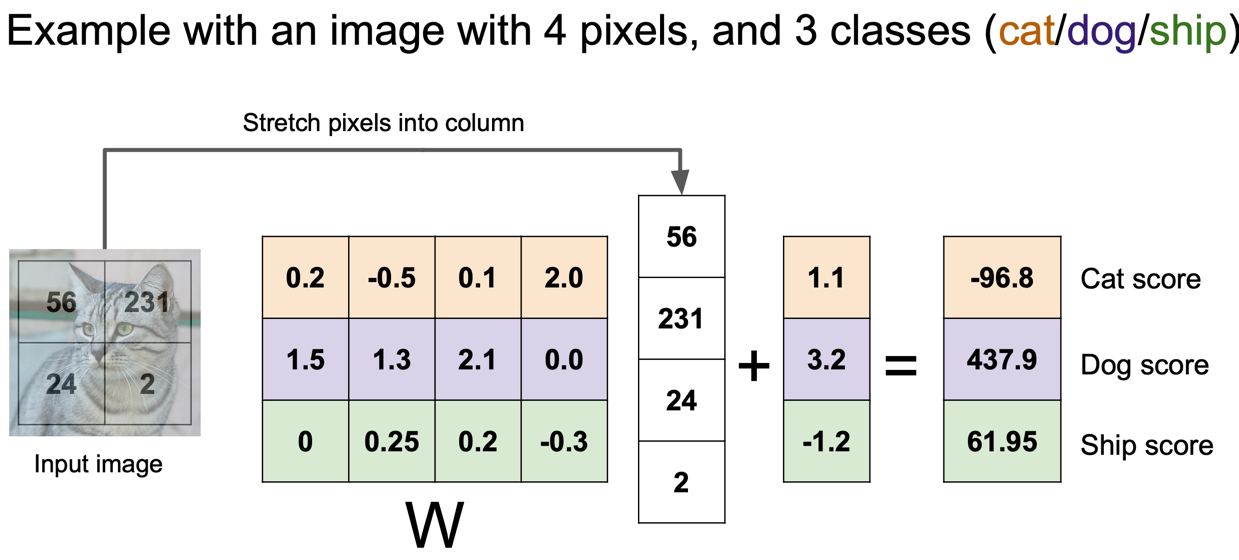 Example with an image with 4 pixels, and 3 classes (cat/dog/ship)
Stretch pixels into column
56 231
24 2
Input image
0.2 -0.5 0.1 2.0
1.5 1.3 2.1 0.0
0 0.25 0.2 -0.3
W
56
231
24
2
+
1.1
3.2
-1.2
=
-96.8 Cat score
437.9 Dog score
61.95 Ship score